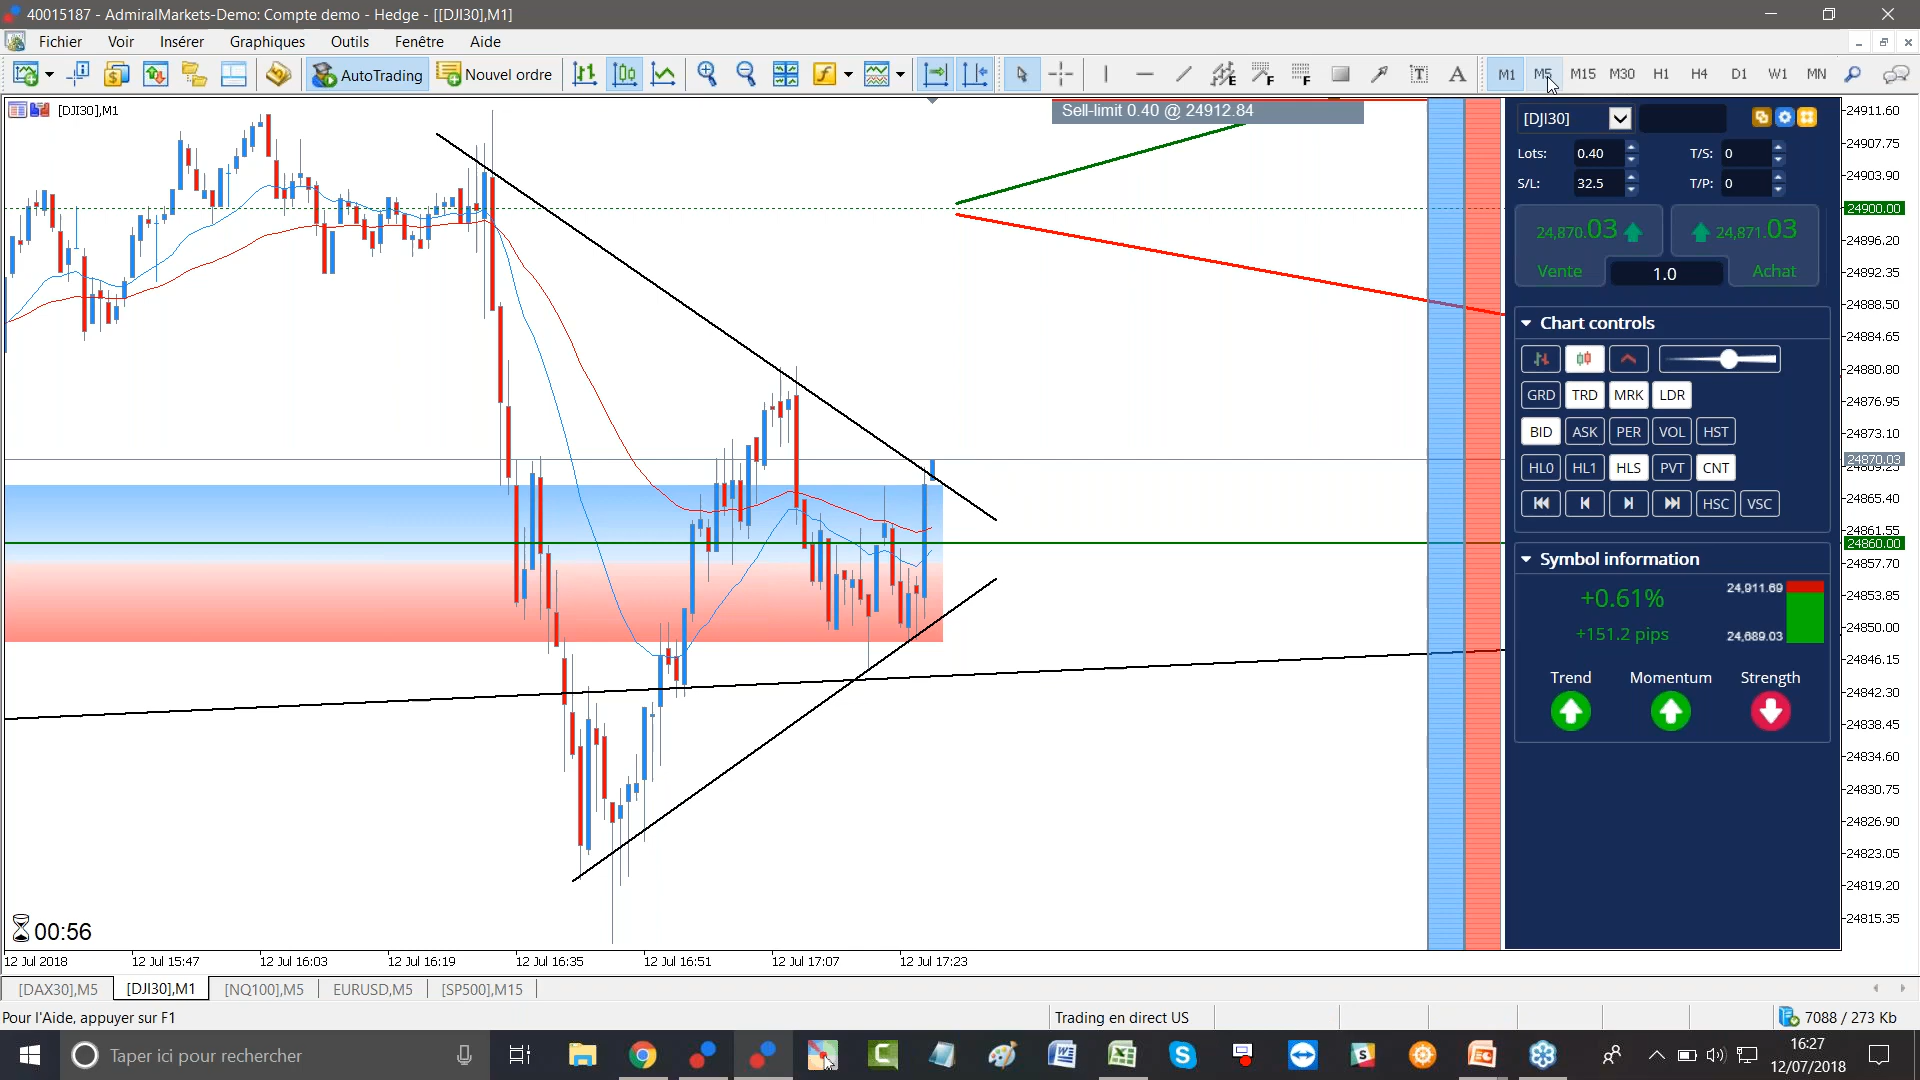 40015187 - AdmiralMarkets-Demo: Compte demo - Hedge - [[DJI30],M1]
Fichier Voir Insérer Graphiques Outils Fenêtre Aide
AutoTrading Nouvel ordre E F F T A M1 M5 M15 M30 H1 H4 D1 W1 MN
[DJI30],M1
Sell-limit 0.40 @ 24912.84
[DJI30]
Lots: 0.40 T/S: 0
S/L: 32.5 T/P: 0
24,870.03 24,871.03
Vente 1.0 Achat
Chart controls
GRD TRD MRK LDR
BID ASK PER VOL HST
HL0 HL1 HLS PVT CNT
HSC VSC
Symbol information
+0.61% 24,911.69
+151.2 pips 24,689.03
Trend Momentum Strength
24911.60
24907.75
24903.90
24900.00
24896.20
24892.35
24888.50
24884.65
24880.80
24876.95
24873.10
24870.03
24869.25
24865.40
24861.55
24860.00
24857.70
24853.85
24850.00
24846.15
24842.30
24838.45
24834.60
24830.75
24826.90
24823.05
24819.20
24815.35
00:56
12 Jul 2018 12 Jul 15:47 12 Jul 16:03 12 Jul 16:19 12 Jul 16:35 12 Jul 16:51 12 Jul 17:07 12 Jul 17:23
[DAX30],M5 [DJI30],M1 [NQ100],M5 EURUSD,M5 [SP500],M15
Pour l'Aide, appuyer sur F1 Trading en direct US 7088 / 273 Kb
Taper ici pour rechercher
16:27
12/07/2018